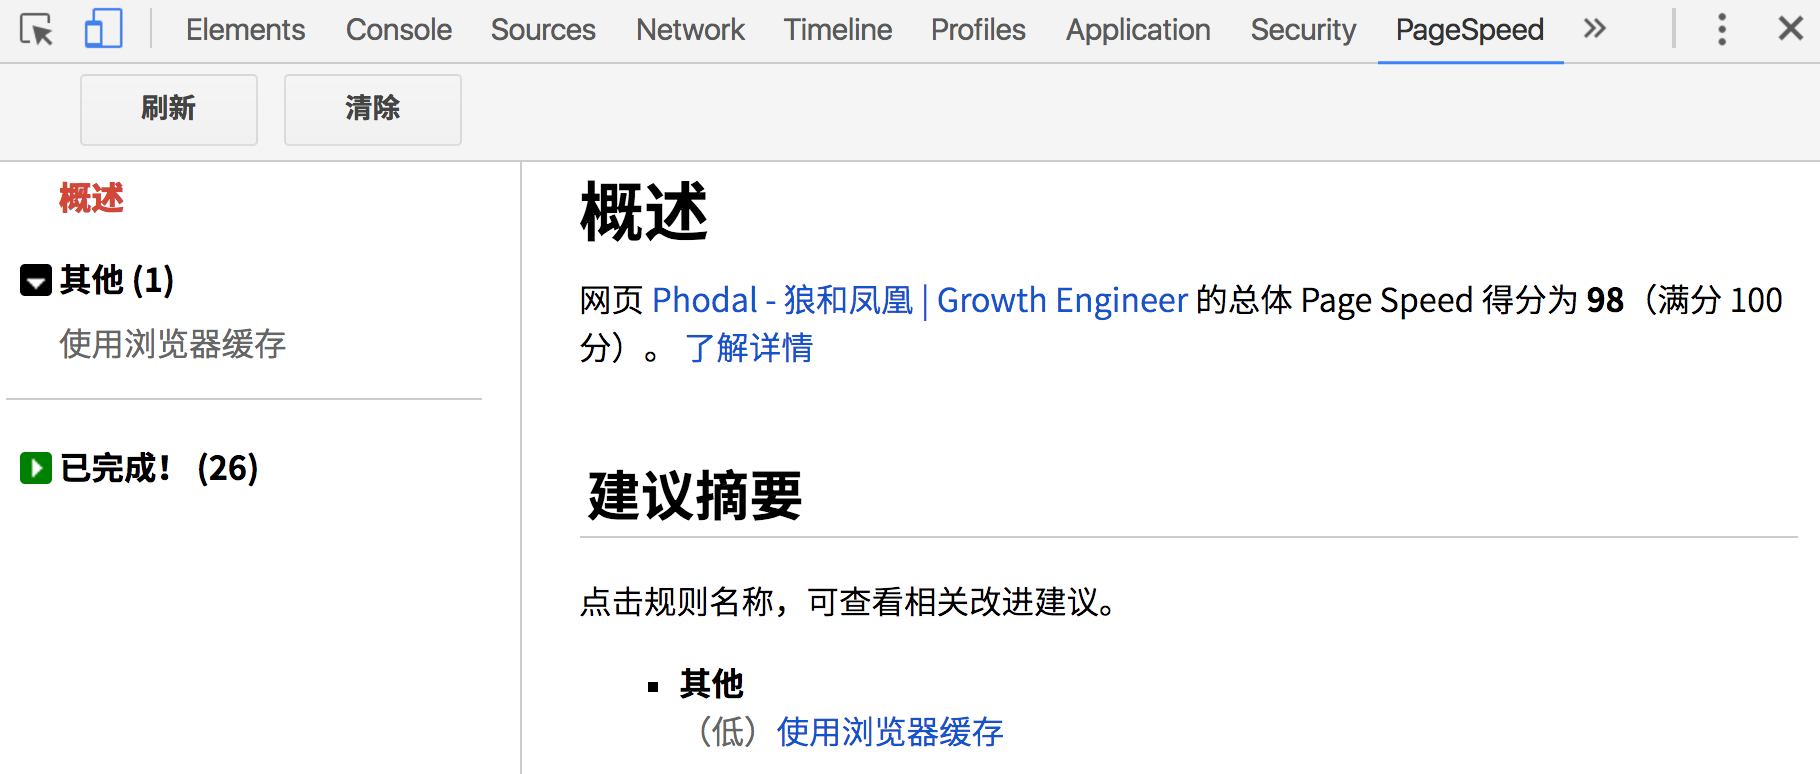 Elements Console Sources Network Timeline Profiles Application Security PageSpeed »
刷新 清除
概述
其他 (1)
使用浏览器缓存
已完成！ (26)
概述
网页 Phodal - 狼和凤凰 | Growth Engineer 的总体 Page Speed 得分为 98（满分 100
分）。 了解详情
建议摘要
点击规则名称，可查看相关改进建议。
其他
（低）使用浏览器缓存